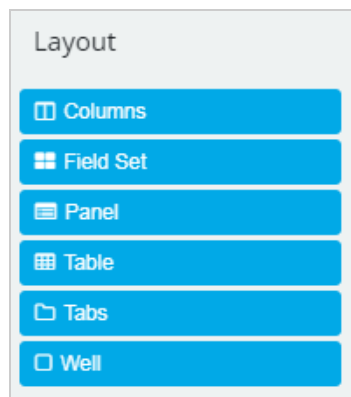 Layout
Columns
Field Set
Panel
Table
Tabs
Well